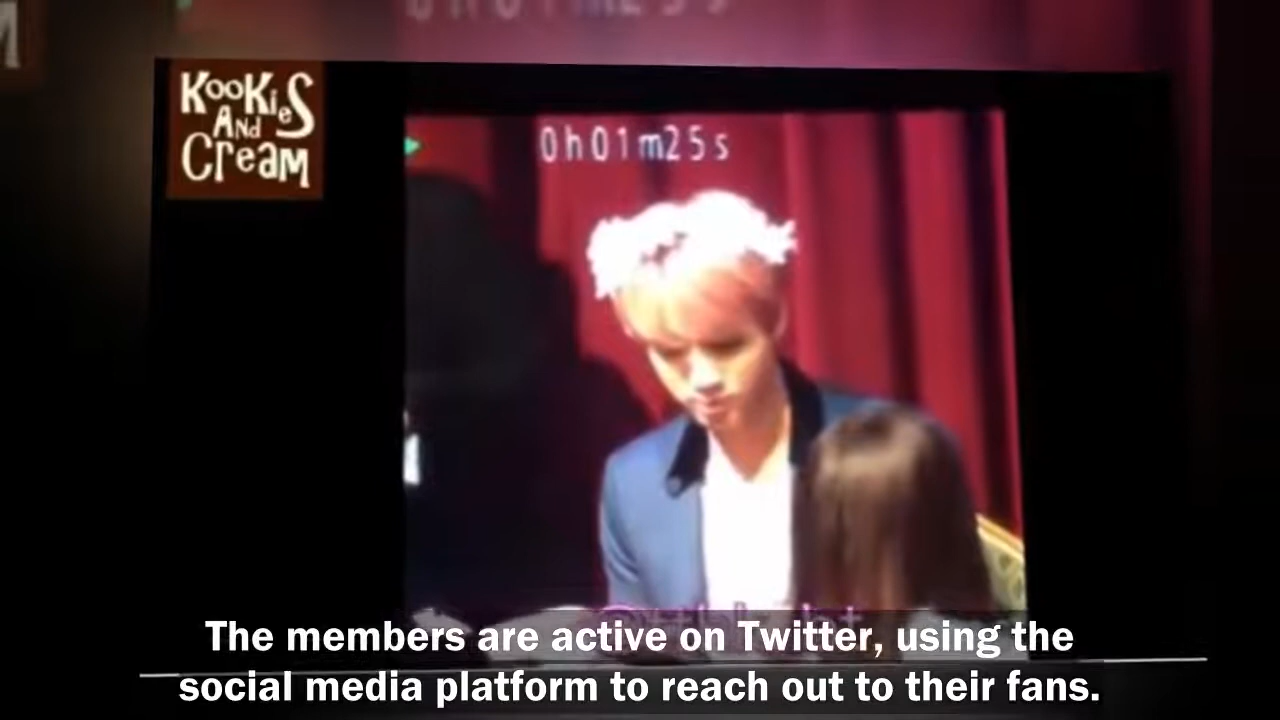 KooKieS
ANd
CreaM
0h01m25s
The members are active on Twitter, using the
social media platform to reach out to their fans.